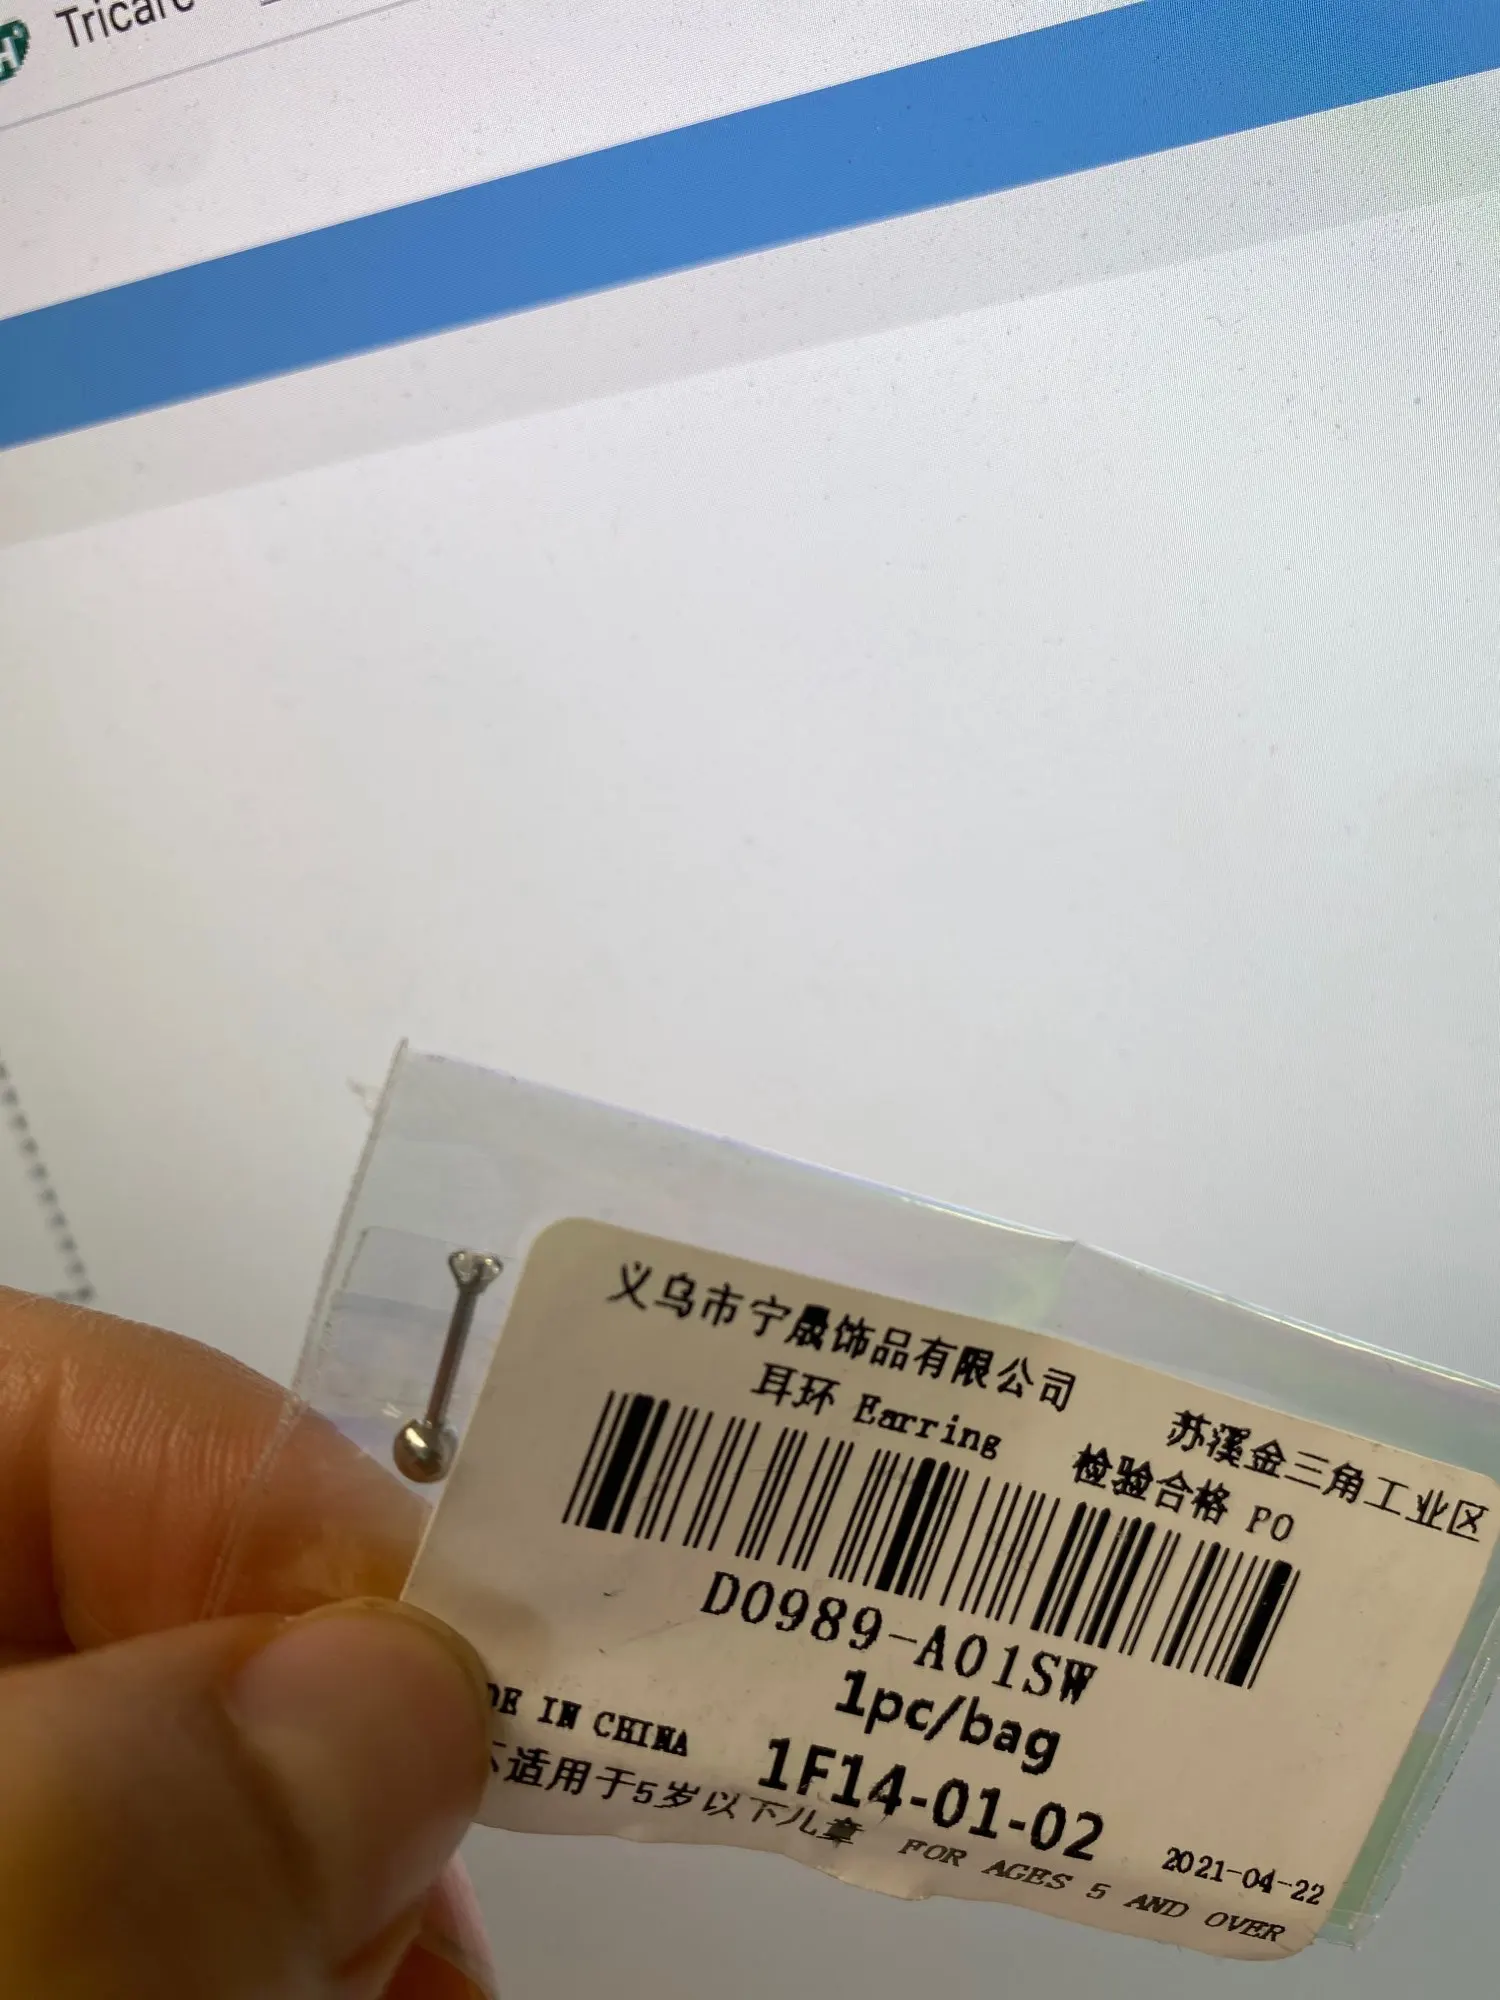 Tricare
义乌市宁晟饰品有限公司
苏溪金三角工业区
耳环 Earring
检验合格 PO
D0989-A01SW
1pc/bag
DE IN CHINA
1F14-01-02
不适用于5岁以下儿童 FOR AGES 5 AND OVER
2021-04-22